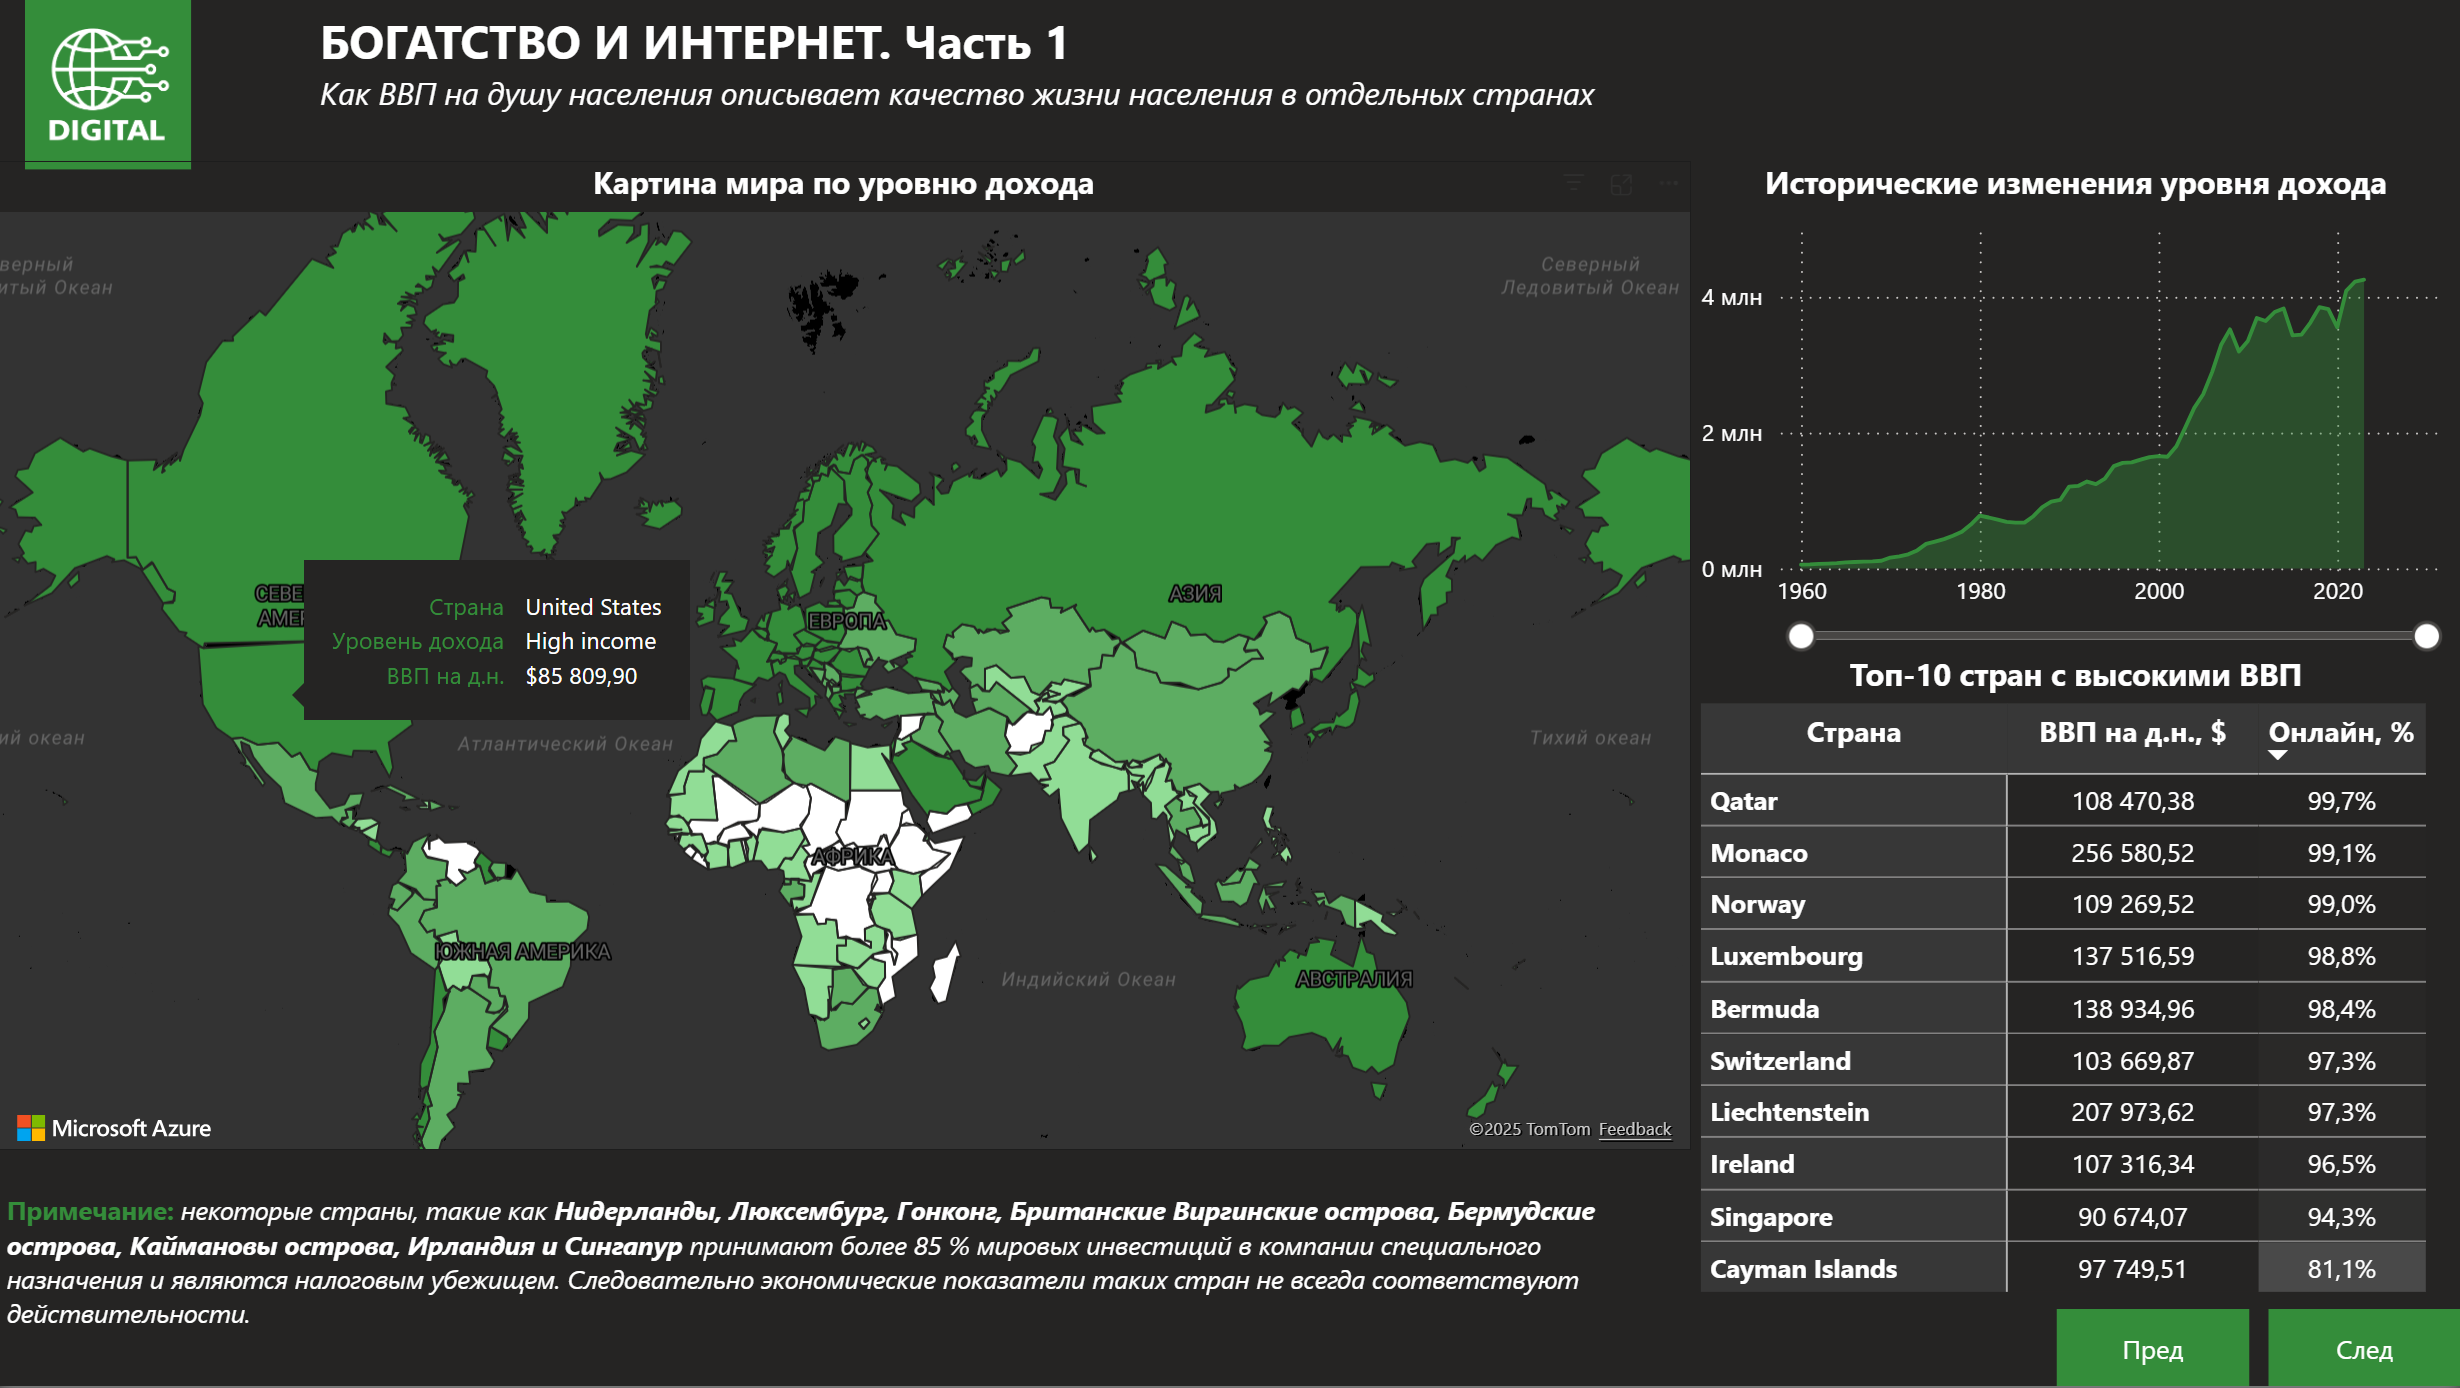 DIGITAL
БОГАТСТВО И ИНТЕРНЕТ. Часть 1
Как ВВП на душу населения описывает качество жизни населения в отдельных странах
Картина мира по уровню дохода
верный
итый Океан
Северный
Ледовитый Океан
СЕВЕ
АМЕР
Страна United States
Уровень дохода High income
ВВП на д.н. $85 809,90
ЕВРОПА
АЗИЯ
ий океан
Атлантический Океан
Тихий океан
АФРИКА
ЮЖНАЯ АМЕРИКА
Индийский Океан
АВСТРАЛИЯ
Microsoft Azure
©2025 TomTom Feedback
Примечание: некоторые страны, такие как Нидерланды, Люксембург, Гонконг, Британские Виргинские острова, Бермудские
острова, Каймановы острова, Ирландия и Сингапур принимают более 85 % мировых инвестиций в компании специального
назначения и являются налоговым убежищем. Следовательно экономические показатели таких стран не всегда соответствуют
действительности.
Исторические изменения уровня дохода
4 млн
2 млн
0 млн
1960 1980 2000 2020
Топ-10 стран с высокими ВВП
Страна ВВП на д.н., $ Онлайн, %
Qatar 108 470,38 99,7%
Monaco 256 580,52 99,1%
Norway 109 269,52 99,0%
Luxembourg 137 516,59 98,8%
Bermuda 138 934,96 98,4%
Switzerland 103 669,87 97,3%
Liechtenstein 207 973,62 97,3%
Ireland 107 316,34 96,5%
Singapore 90 674,07 94,3%
Cayman Islands 97 749,51 81,1%
Пред След